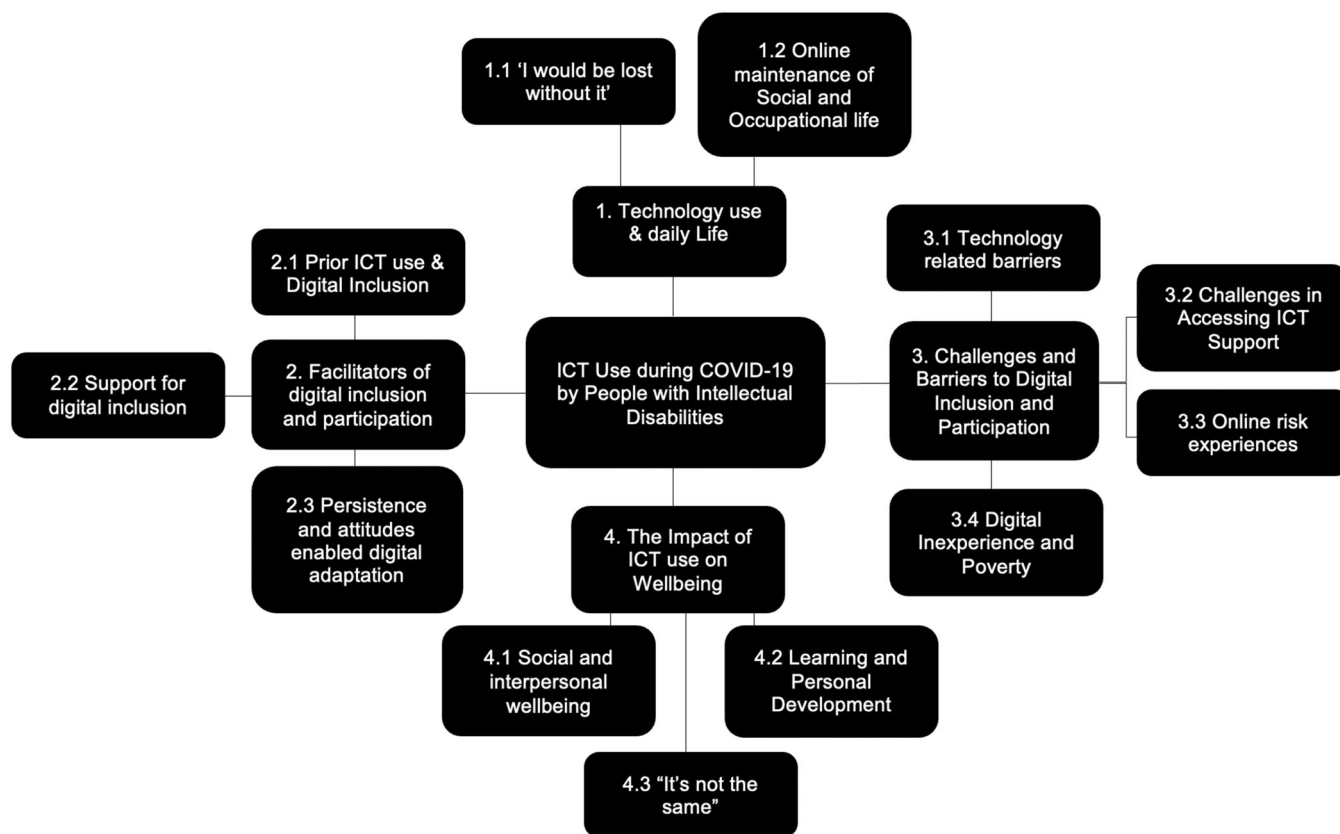 1.1 ‘I would be lost
without it’
1.2 Online
maintenance of
Social and
Occupational life
1. Technology use
& daily Life
2.1 Prior ICT use &
Digital Inclusion
2.2 Support for
digital inclusion
2. Facilitators of
digital inclusion
and participation
2.3 Persistence
and attitudes
enabled digital
adaptation
ICT Use during COVID-19
by People with Intellectual
Disabilities
3.1 Technology
related barriers
3. Challenges and
Barriers to Digital
Inclusion and
Participation
3.2 Challenges in
Accessing ICT
Support
3.3 Online risk
experiences
3.4 Digital
Inexperience and
Poverty
4. The Impact of
ICT use on
Wellbeing
4.1 Social and
interpersonal
wellbeing
4.2 Learning and
Personal
Development
4.3 “It’s not the
same”